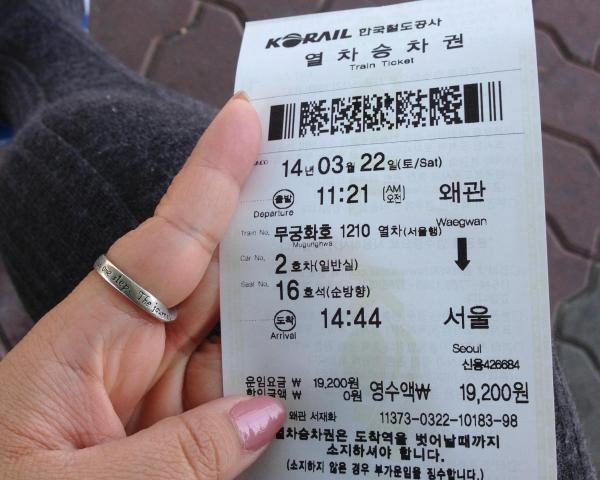 KORAIL 한국철도공사
열 차 승 차 권
Train Ticket
14년 03월 22일(토/Sat)
출발 11:21 (AM 오전) 왜관
Departure Waegwan
Train No. 무궁화호 1210 열차(서울행)
Mugunghwa
Car No. 2 호차(일반실)
Seat No. 16 호석(순방향)
도착 14:44 서울
Arrival Seoul
신용426684
운임요금 ₩ 19,200원 영수액₩ 19,200원
할인금액 ₩ 0원
왜관 서재화 11373-0322-10183-98
열차승차권은 도착역을 벗어날때까지
소지하셔야 합니다.
(소지하지 않은 경우 부가운임을 징수합니다.)
one step. The journ